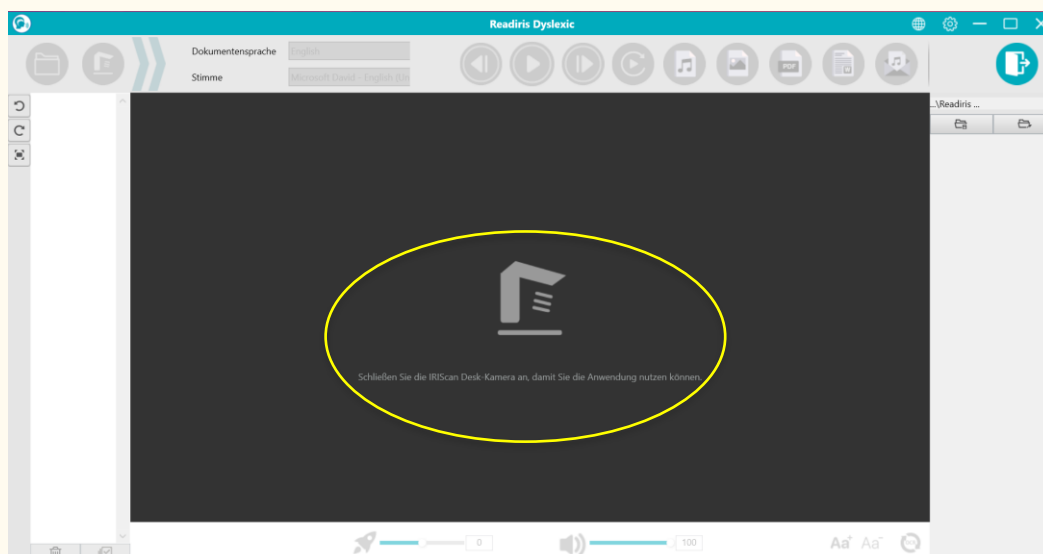 Readiris Dyslexic
Dokumentensprache
English
Stimme
Microsoft David - English (Un
PDF
...\Readiris ...
Schließen Sie die IRIScan Desk-Kamera an, damit Sie die Anwendung nutzen können.
0
100
Aa+ Aa-